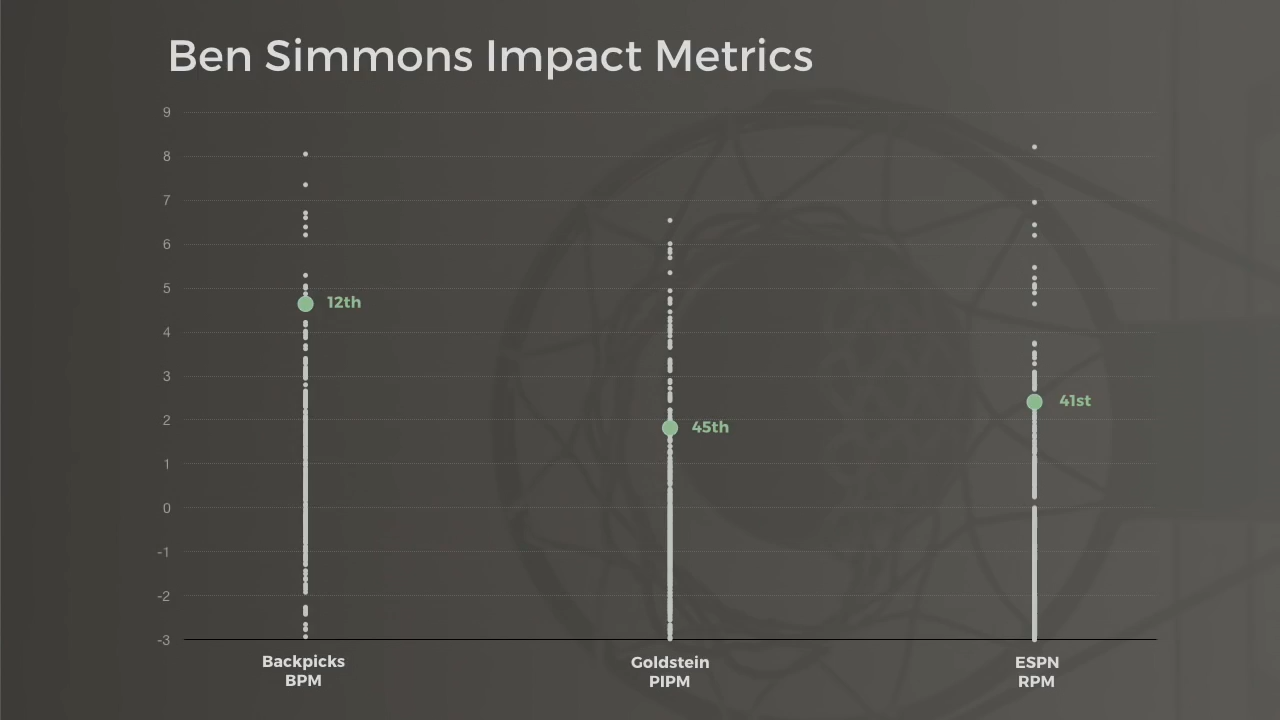 Ben Simmons Impact Metrics
9
8
7
6
5
4
3
2
1
0
-1
-2
-3
12th
45th
41st
Backpicks
BPM
Goldstein
PIPM
ESPN
RPM